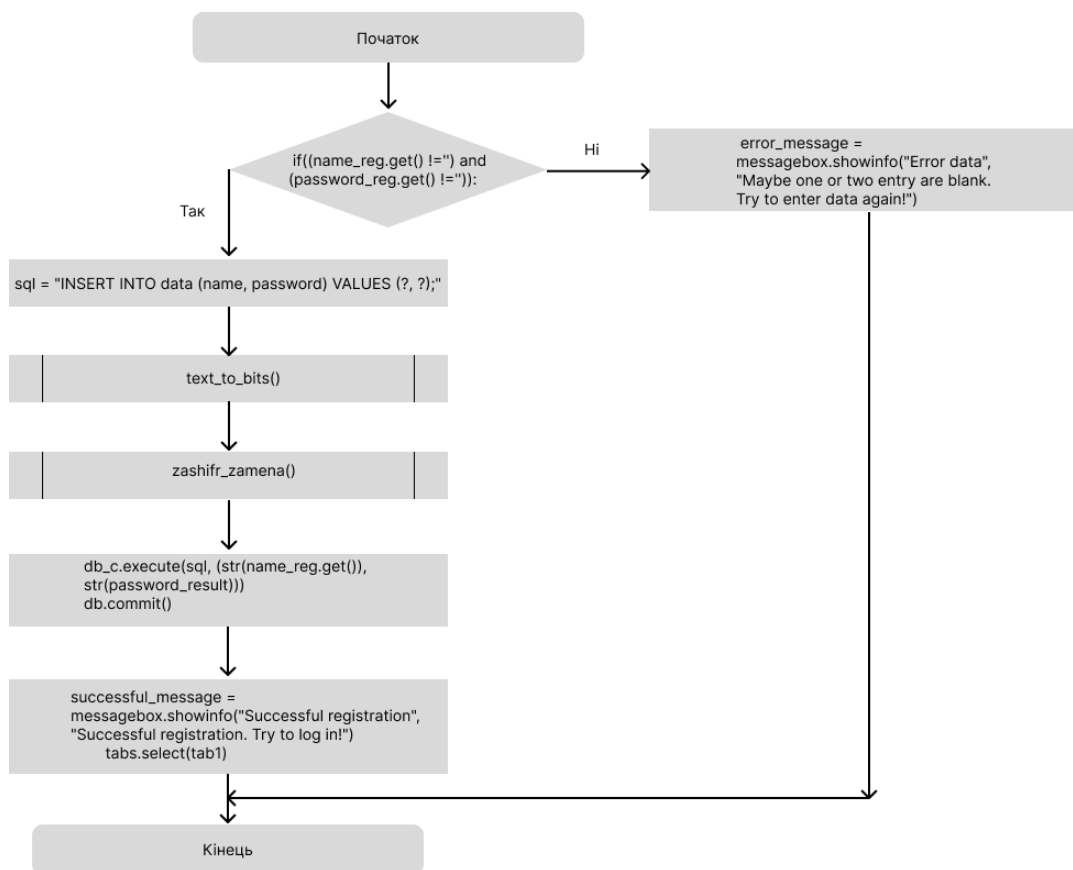 Початок
if((name_reg.get() !='') and
(password_reg.get() !='')):
Ні
error_message =
messagebox.showinfo("Error data",
"Maybe one or two entry are blank.
Try to enter data again!")
Так
sql = "INSERT INTO data (name, password) VALUES (?, ?);"
text_to_bits()
zashifr_zamena()
db_c.execute(sql, (str(name_reg.get()),
str(password_result)))
db.commit()
successful_message =
messagebox.showinfo("Successful registration",
"Successful registration. Try to log in!")
tabs.select(tab1)
Кінець